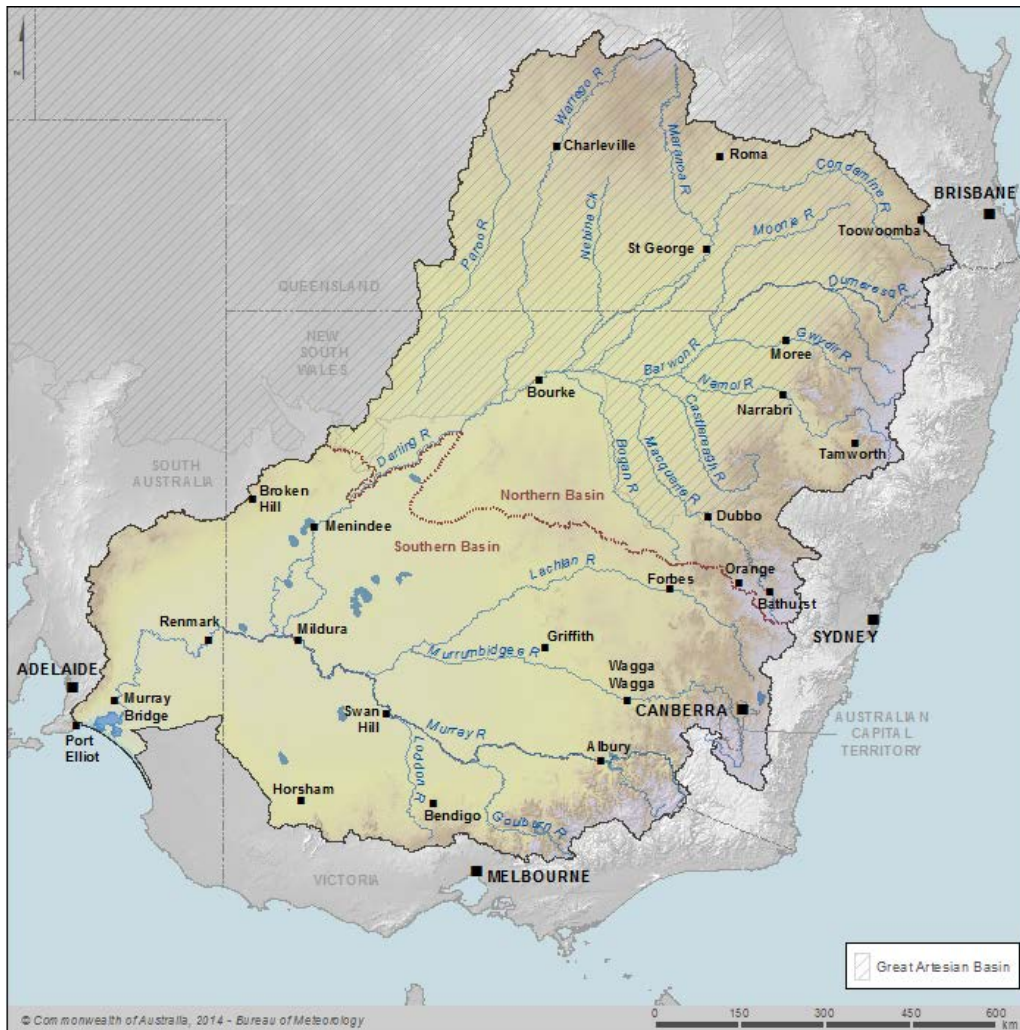 N
Warrego R
Charleville
Maranoa R
Roma
Condamine R
BRISBANE
Toowoomba
Paroo R
Nebine Ck
Moonie R
St George
QUEENSLAND
Dumeresq R
NEW
SOUTH
WALES
Gwydir R
Moree
Barwon R
Bourke
Namoi R
Narrabri
Castlereagh R
Darling R
Tamworth
Bogan R
Macquarie R
SOUTH
AUSTRALIA
Broken
Hill
Northern Basin
Dubbo
Menindee
Southern Basin
Lachlan R
Forbes
Orange
Bathurst
Renmark
Mildura
Griffith
SYDNEY
ADELAIDE
Murrumbidgee R
Wagga
Wagga
Murray
Bridge
Swan
Hill
CANBERRA
AUSTRALIAN
CAPITAL
TERRITORY
Port
Elliot
Murray R
Albury
Loddon R
Horsham
Bendigo
Goulburn R
VICTORIA
MELBOURNE
Great Artesian Basin
© Commonwealth of Australia, 2014 - Bureau of Meteorology
0 150 300 450 600
km